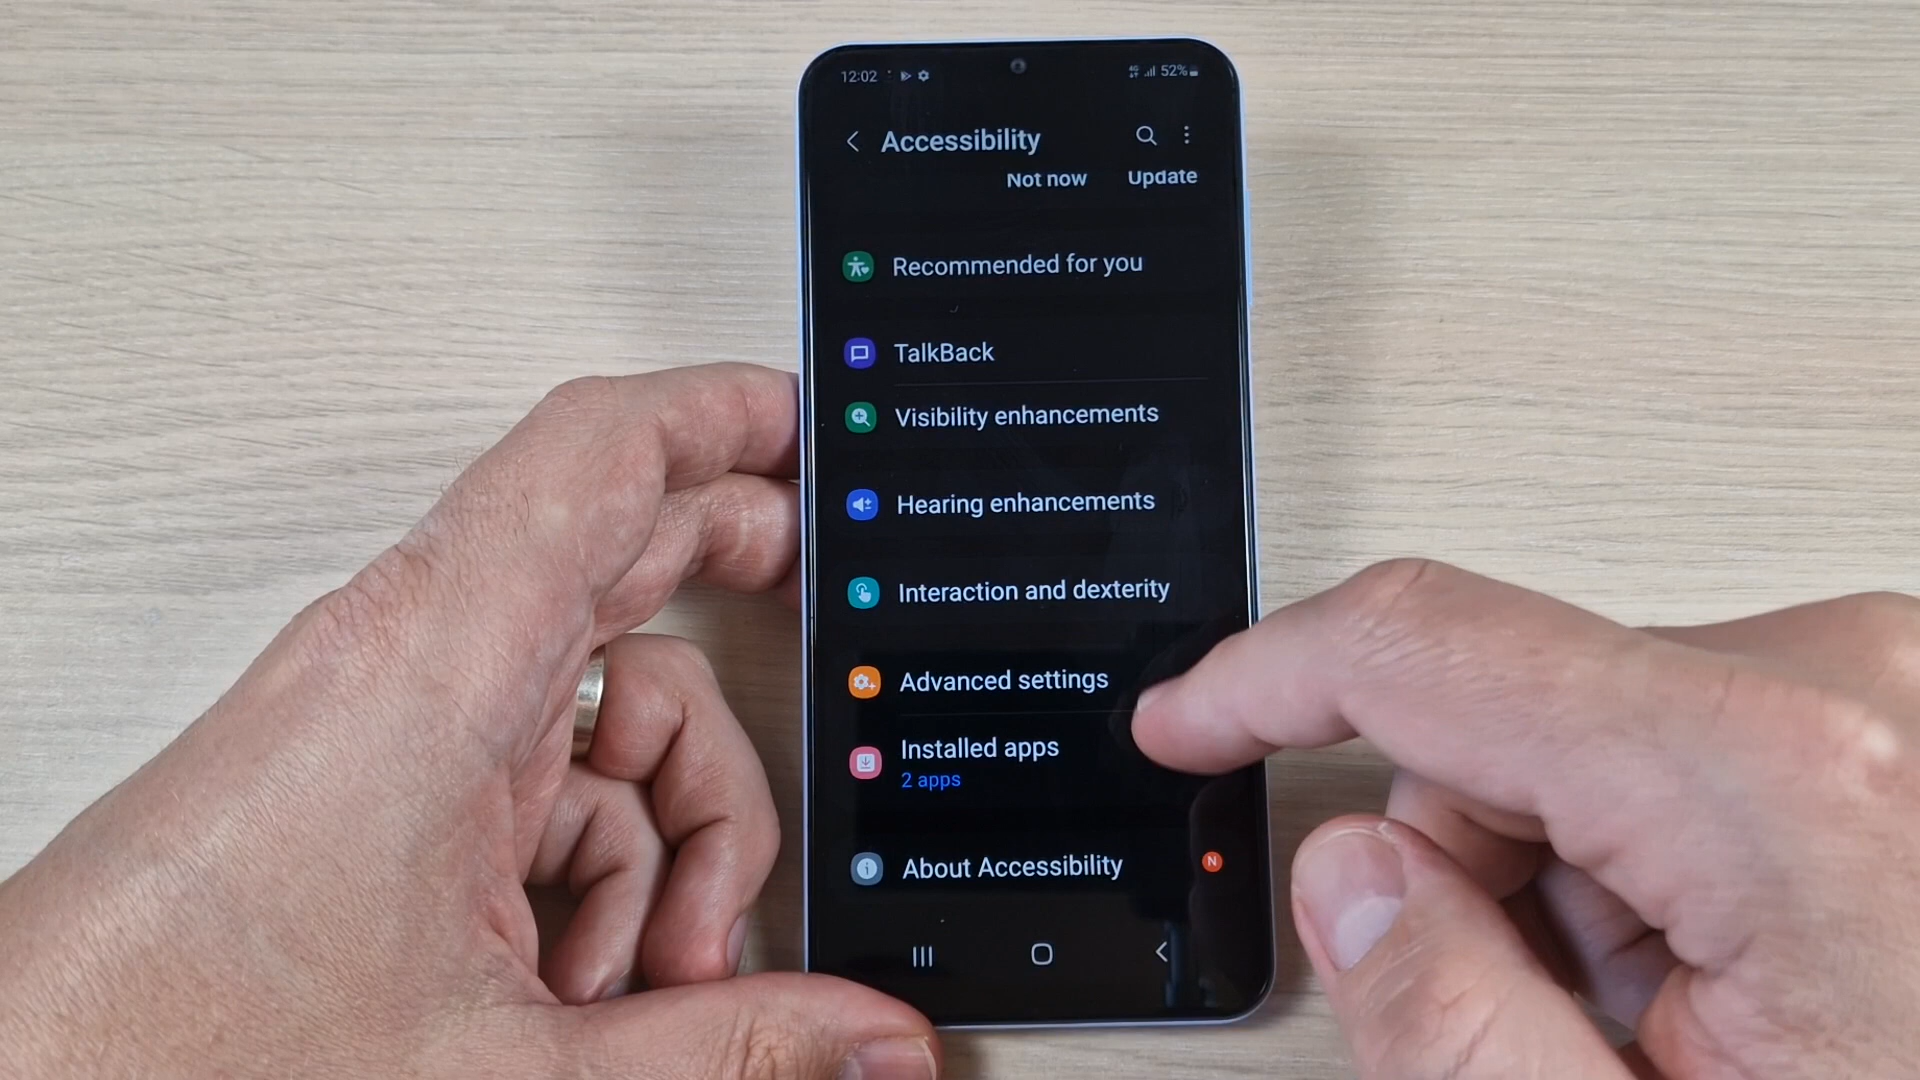 12:02
4G 52%
Accessibility
Not now Update
Recommended for you
TalkBack
Visibility enhancements
Hearing enhancements
Interaction and dexterity
Advanced settings
Installed apps
2 apps
About Accessibility N